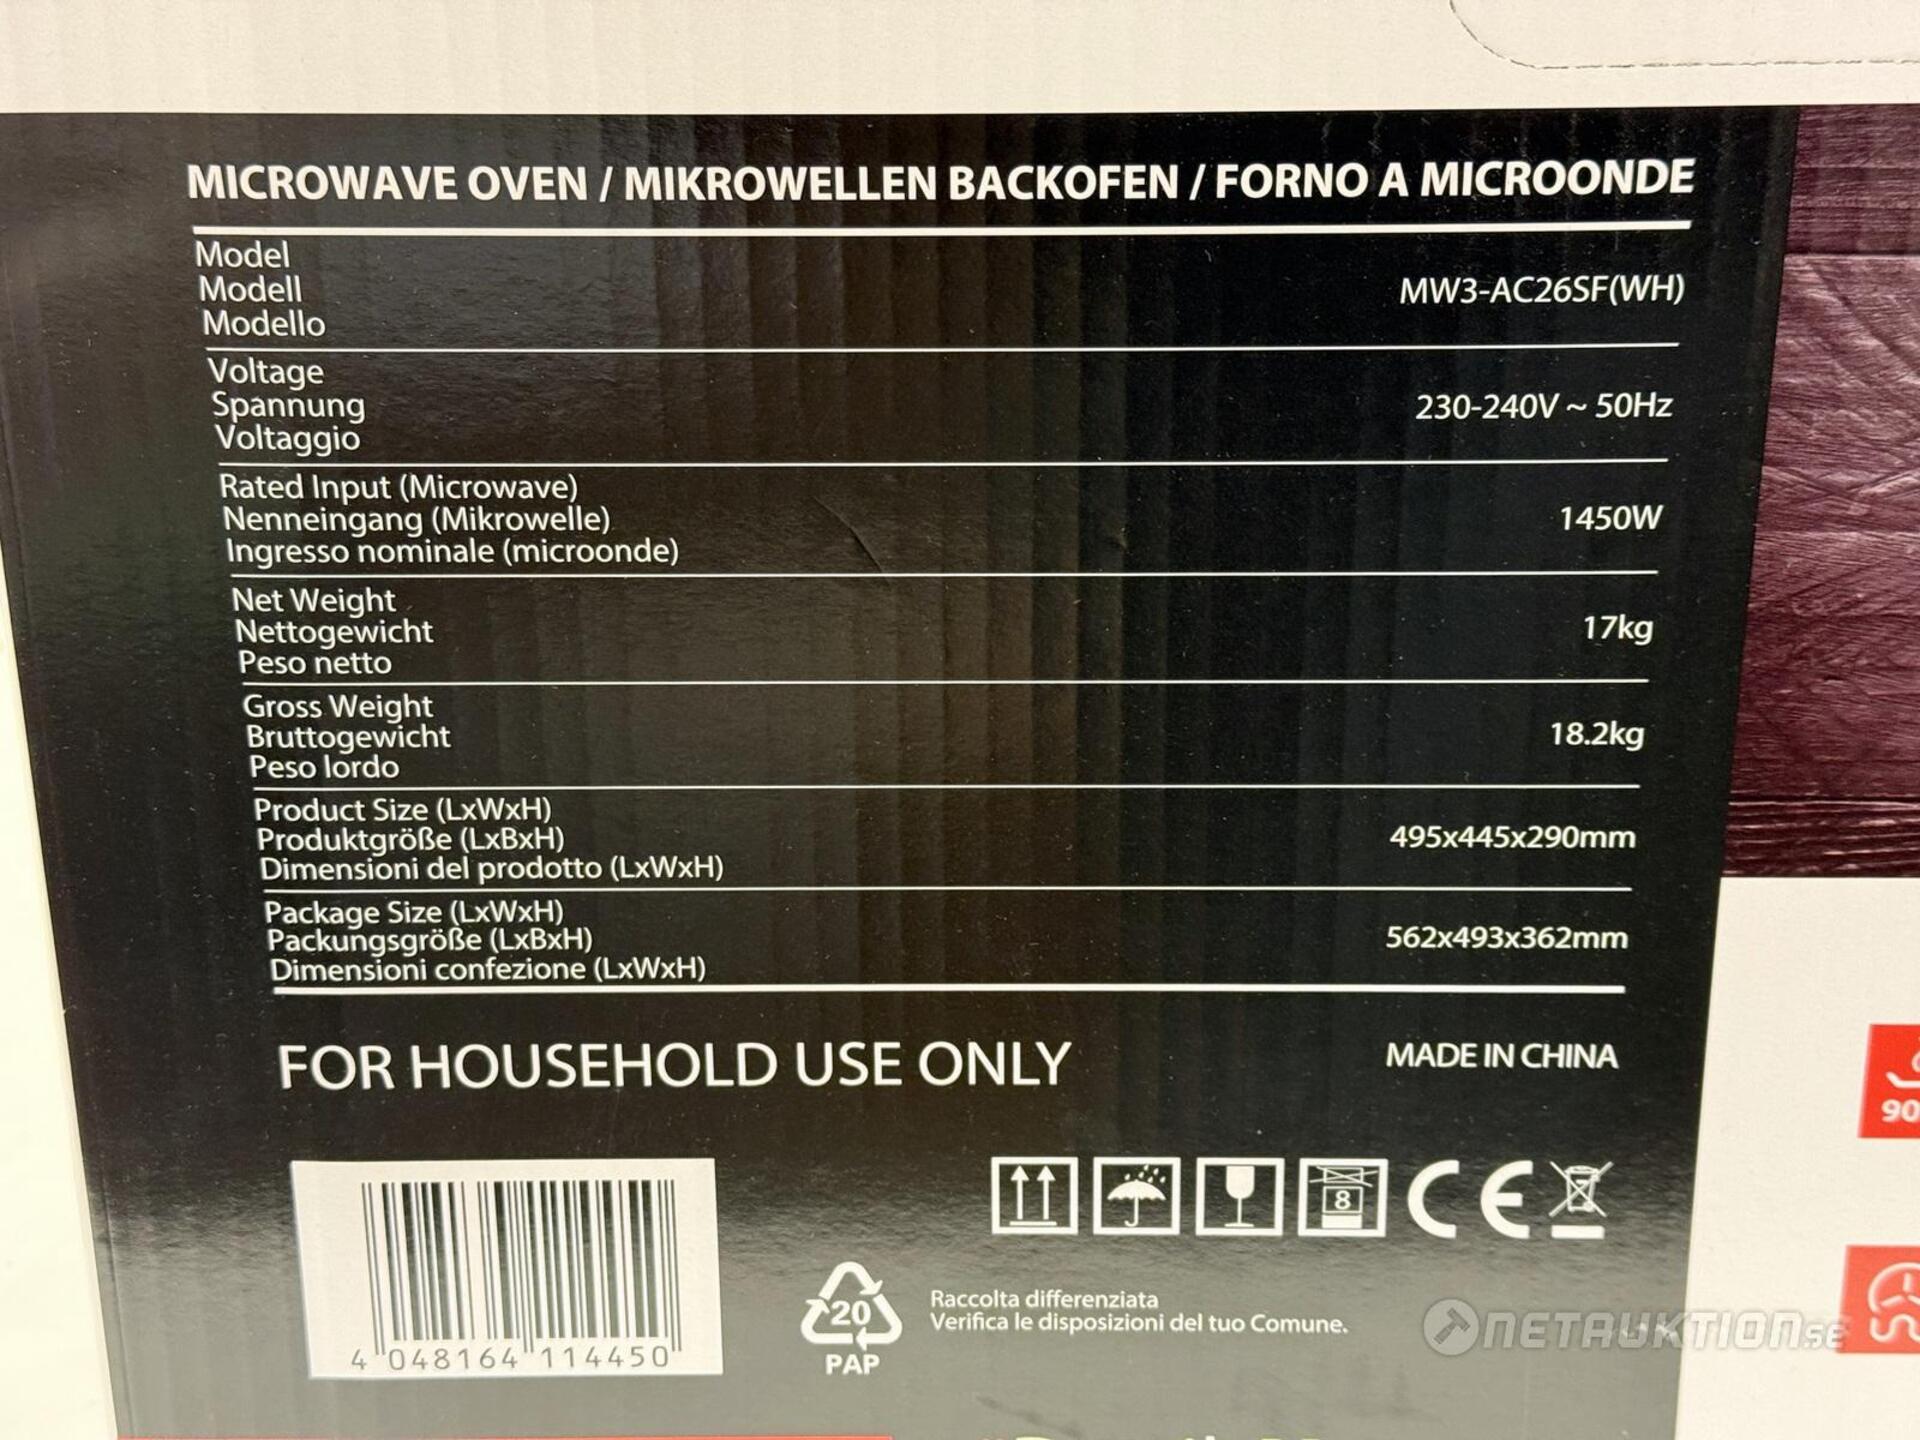 MICROWAVE OVEN / MIKROWELLEN BACKOFEN / FORNO A MICROONDE
Model
Modell
Modello
MW3-AC26SF(WH)
Voltage
Spannung
Voltaggio
230-240V ~ 50Hz
Rated Input (Microwave)
Nenneingang (Mikrowelle)
Ingresso nominale (microonde)
1450W
Net Weight
Nettogewicht
Peso netto
17kg
Gross Weight
Bruttogewicht
Peso lordo
18.2kg
Product Size (LxWxH)
Produktgröße (LxBxH)
Dimensioni del prodotto (LxWxH)
495x445x290mm
Package Size (LxWxH)
Packungsgröße (LxBxH)
Dimensioni confezione (LxWxH)
562x493x362mm
FOR HOUSEHOLD USE ONLY
MADE IN CHINA
8
CE
4 048164 114450
20
PAP
Raccolta differenziata
Verifica le disposizioni del tuo Comune.
NETAUKTION.SE
90